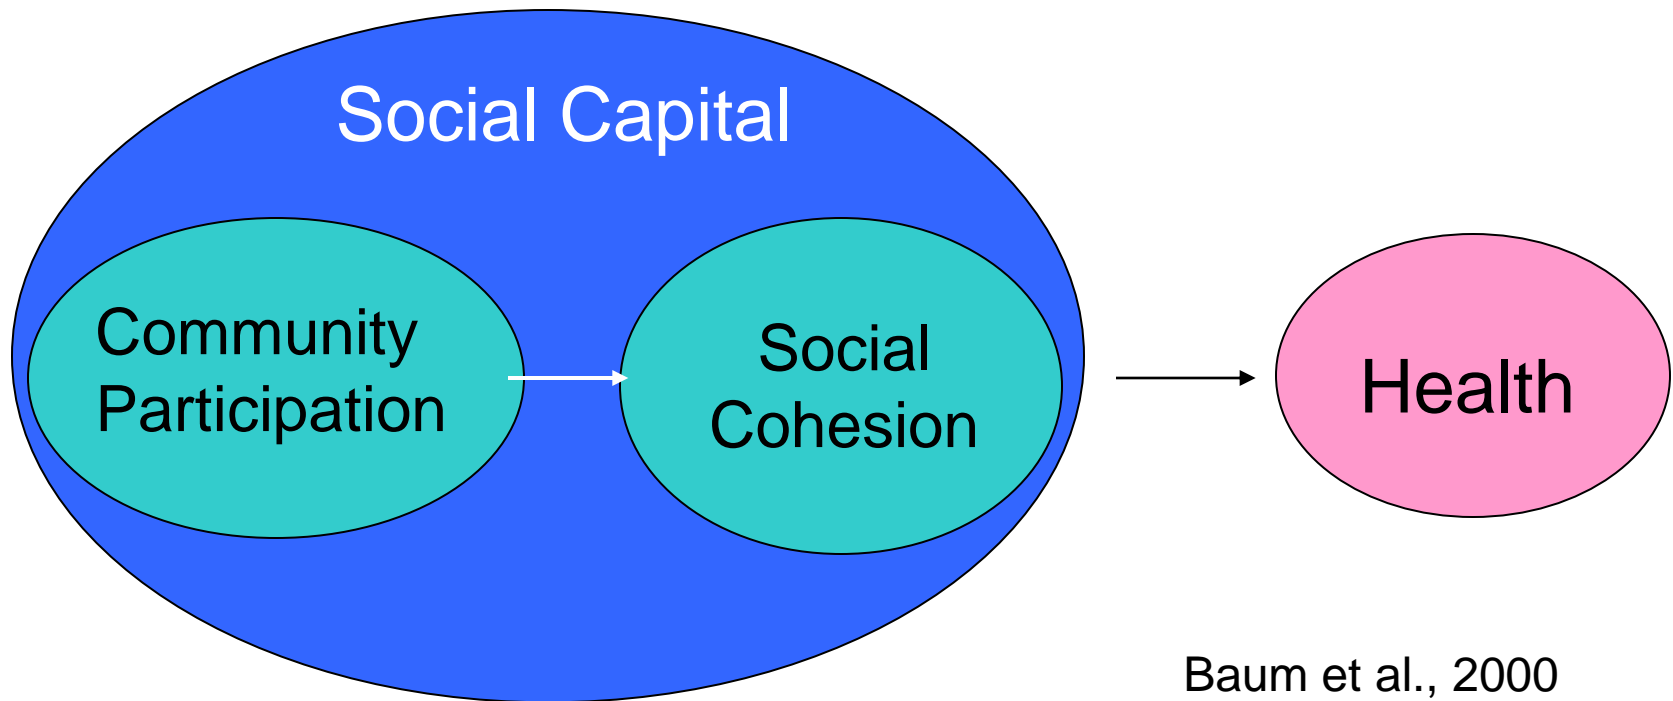 Social Capital
Community
Participation
Social
Cohesion
Health
Baum et al., 2000